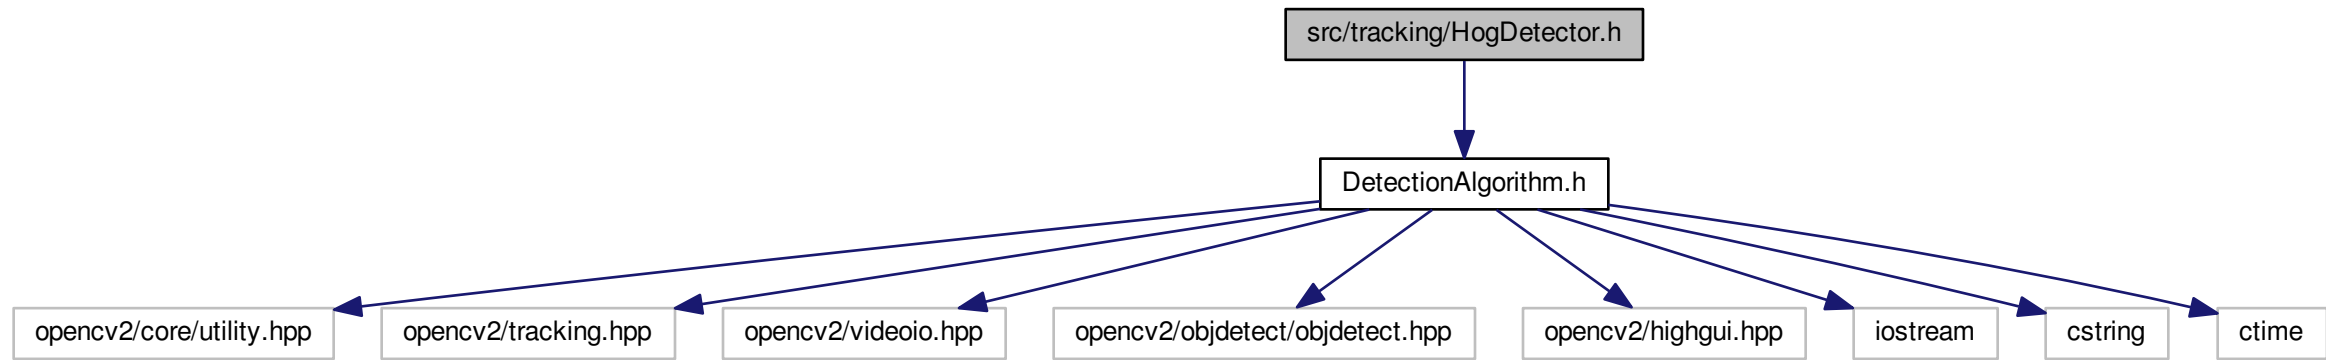 src/tracking/HogDetector.h
DetectionAlgorithm.h
opencv2/core/utility.hpp
opencv2/tracking.hpp
opencv2/videoio.hpp
opencv2/objdetect/objdetect.hpp
opencv2/highgui.hpp
iostream
cstring
ctime